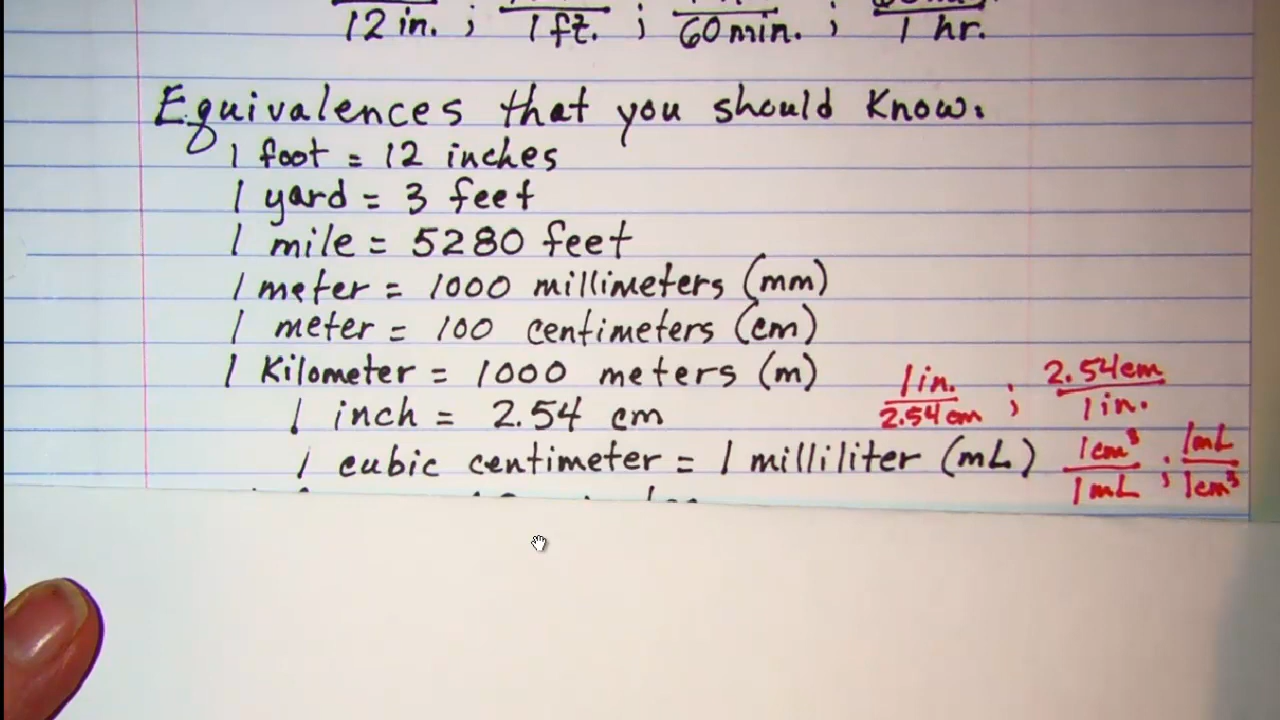 12 in. ; 1 ft. ; 60 min. ; 1 hr.
Equivalences that you should Know.
1 foot = 12 inches
1 yard = 3 feet
1 mile = 5280 feet
1 meter = 1000 millimeters (mm)
1 meter = 100 centimeters (cm)
1 Kilometer = 1000 meters (m)
1 in. / 2.54 cm ; 2.54 cm / 1 in.
1 inch = 2.54 cm
1 cubic centimeter = 1 milliliter (mL) 1 cm³ / 1 mL ; 1 mL / 1 cm³